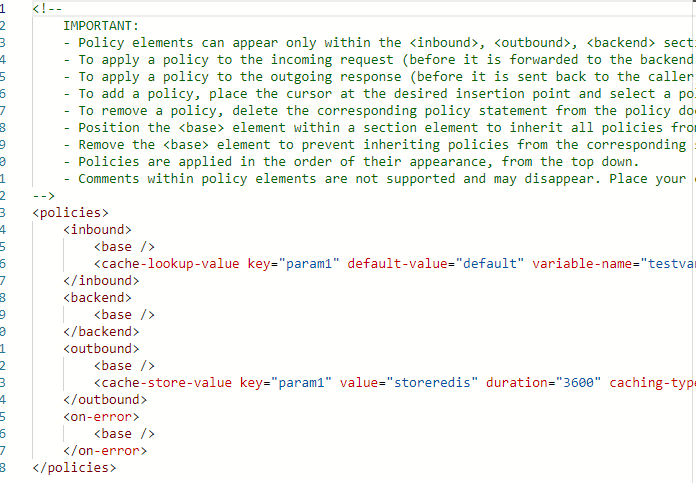 1 <!--
2 IMPORTANT:
3 - Policy elements can appear only within the <inbound>, <outbound>, <backend> secti
4 - To apply a policy to the incoming request (before it is forwarded to the backend
5 - To apply a policy to the outgoing response (before it is sent back to the caller
6 - To add a policy, place the cursor at the desired insertion point and select a po
7 - To remove a policy, delete the corresponding policy statement from the policy do
8 - Position the <base> element within a section element to inherit all policies fro
9 - Remove the <base> element to prevent inheriting policies from the corresponding s
0 - Policies are applied in the order of their appearance, from the top down.
1 - Comments within policy elements are not supported and may disappear. Place your c
2 -->
3 <policies>
4 <inbound>
5 <base />
6 <cache-lookup-value key="param1" default-value="default" variable-name="testvar
7 </inbound>
8 <backend>
9 <base />
0 </backend>
1 <outbound>
2 <base />
3 <cache-store-value key="param1" value="storeredis" duration="3600" caching-type
4 </outbound>
5 <on-error>
6 <base />
7 </on-error>
8 </policies>